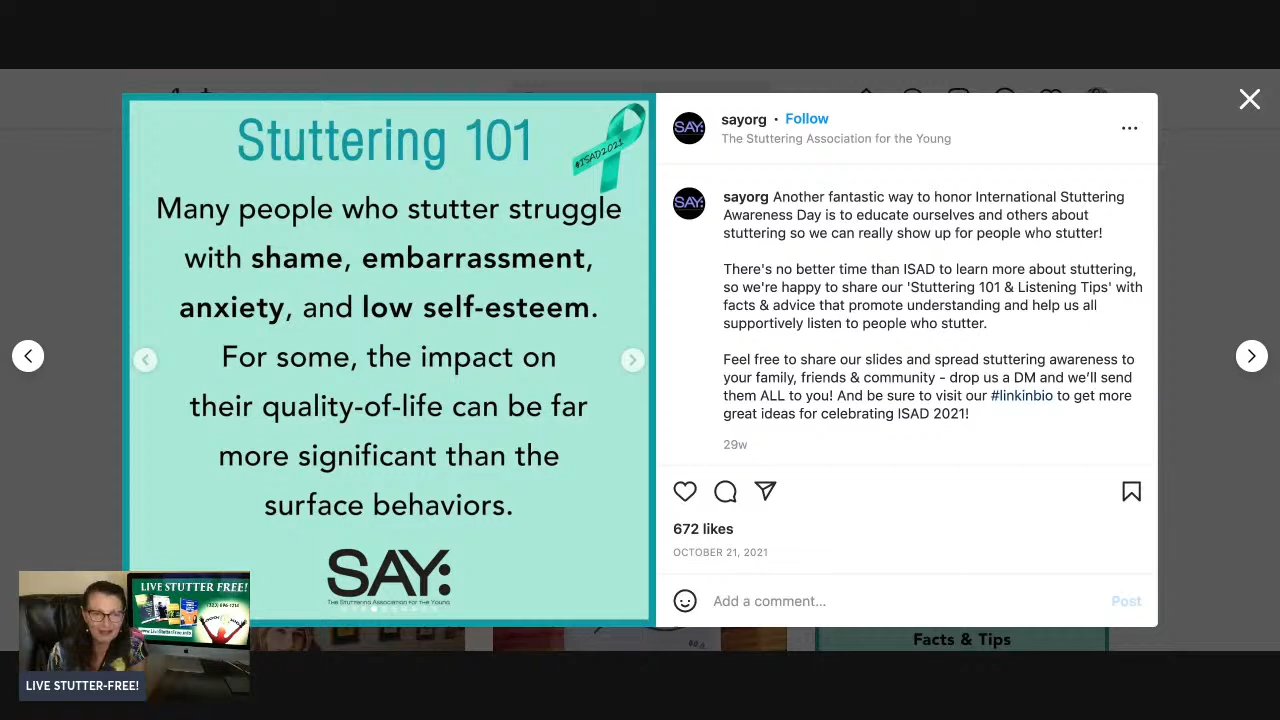 Stuttering 101
#ISAD2021
Many people who stutter struggle
with shame, embarrassment,
anxiety, and low self-esteem.
For some, the impact on
their quality-of-life can be far
more significant than the
surface behaviors.
SAY:
The Stuttering Association for the Young
SAY:
sayorg • Follow
The Stuttering Association for the Young
SAY:
sayorg Another fantastic way to honor International Stuttering
Awareness Day is to educate ourselves and others about
stuttering so we can really show up for people who stutter!
There's no better time than ISAD to learn more about stuttering,
so we're happy to share our 'Stuttering 101 & Listening Tips' with
facts & advice that promote understanding and help us all
supportively listen to people who stutter.
Feel free to share our slides and spread stuttering awareness to
your family, friends & community - drop us a DM and we'll send
them ALL to you! And be sure to visit our #linkinbio to get more
great ideas for celebrating ISAD 2021!
29w
672 likes
OCTOBER 21, 2021
Add a comment...
Post
Facts & Tips
LIVE STUTTER FREE!
www.LiveStutterFree.info
LIVE STUTTER-FREE!